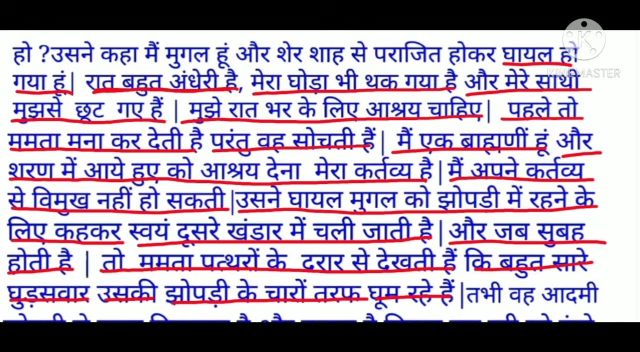 हो ?उसने कहा मैं मुगल हूं और शेर शाह से पराजित होकर घायल हो
गया हूं| रात बहुत अंधेरी है, मेरा घोड़ा भी थक गया है और मेरे साथी
मुझसे छूट गए हैं | मुझे रात भर के लिए आश्रय चाहिए| पहले तो
ममता मना कर देती है परंतु वह सोचती हैं| मैं एक ब्राह्मणी हूं और
शरण में आये हुए को आश्रय देना मेरा कर्तव्य है| मैं अपने कर्तव्य
से विमुख नहीं हो सकती|उसने घायल मुगल को झोपडी में रहने के
लिए कहकर स्वयं दूसरे खंडार में चली जाती है| और जब सुबह
होती है | तो ममता पत्थरों के दरार से देखती हैं कि बहुत सारे
घुड़सवार उसकी झोपड़ी के चारों तरफ घूम रहे हैं|तभी वह आदमी